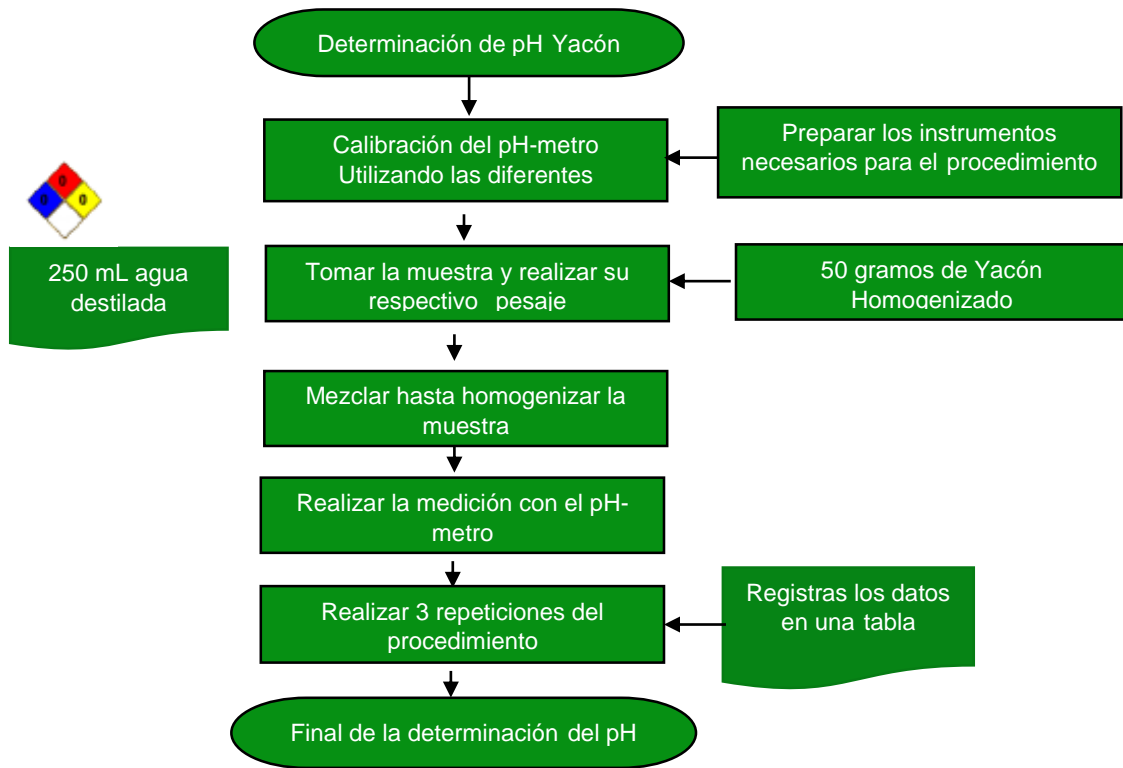 Determinación de pH Yacón
Calibración del pH-metro
Utilizando las diferentes
Preparar los instrumentos
necesarios para el procedimiento
0
0
0
250 mL agua
destilada
Tomar la muestra y realizar su
respectivo pesaje
50 gramos de Yacón
Homogenizado
Mezclar hasta homogenizar la
muestra
Realizar la medición con el pH-
metro
Realizar 3 repeticiones del
procedimiento
Registras los datos
en una tabla
Final de la determinación del pH